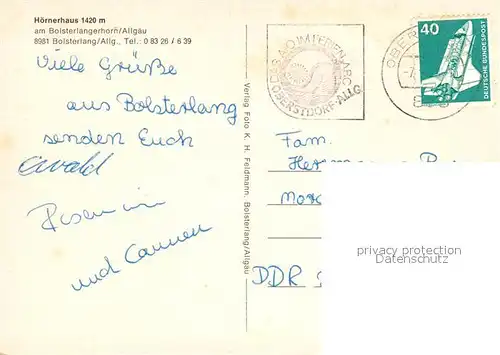 Hörnerhaus 1420 m
am Bolsterlangerhorn/Allgäu
8981 Bolsterlang/Allg., Tel.: 0 83 26 / 6 39
Viele Grüße
aus Bolsterlang
senden Euch
Ewald
und Carmen
Verlag Foto K. H. Feldmann, Bolsterlang/Allgäu
OBERSTDORF-ALLG
OBER
40
DEUTSCHE BUNDESPOST
Fam.
DDR
privacy protection
Datenschutz